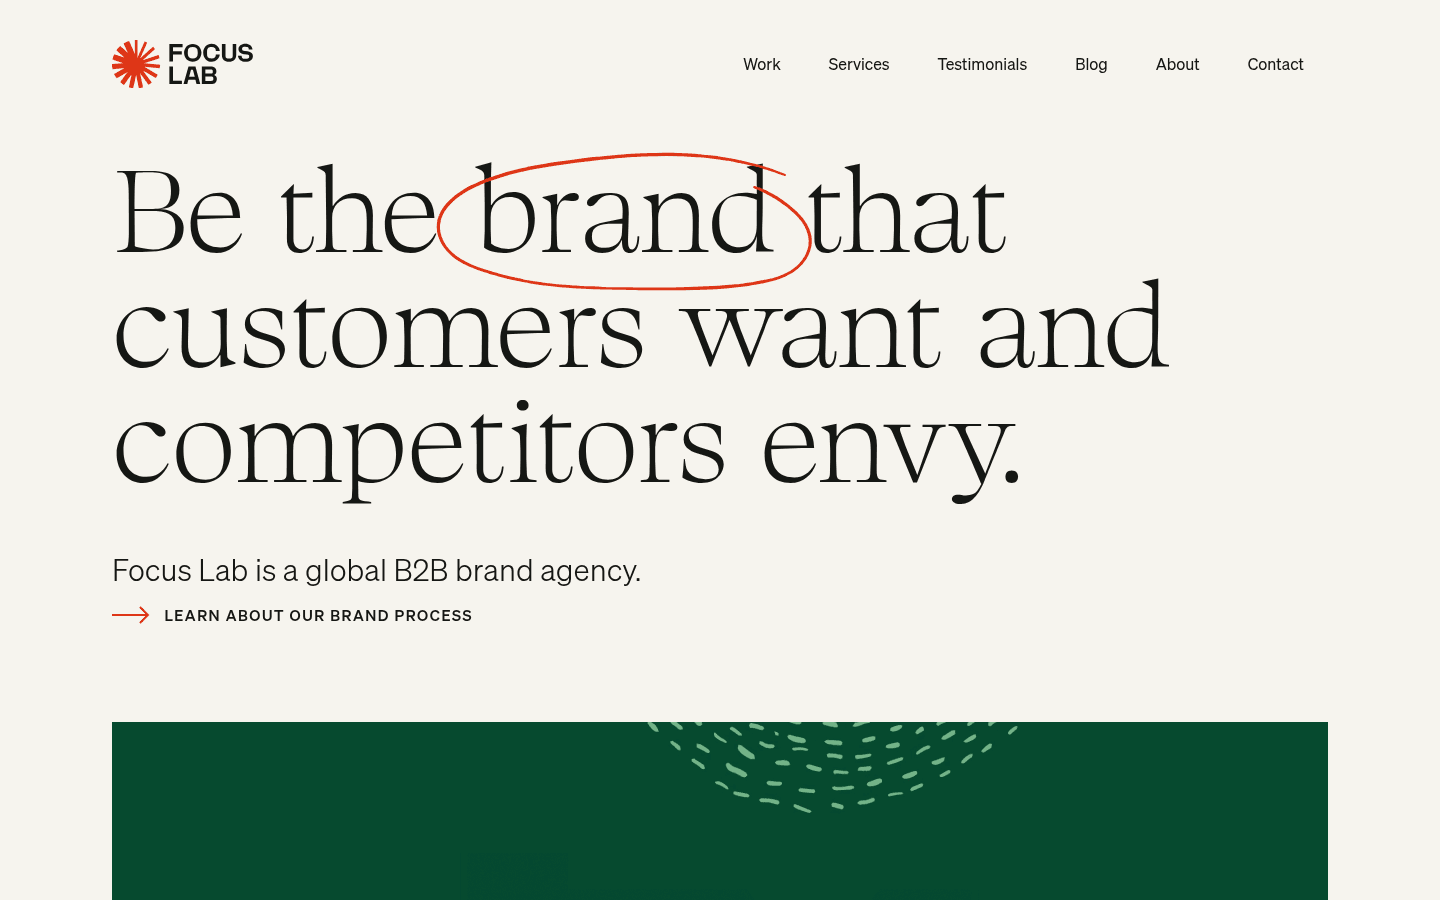 FOCUS
LAB
Work
Services
Testimonials
Blog
About
Contact
Be the brand that
customers want and
competitors envy.
Focus Lab is a global B2B brand agency.
LEARN ABOUT OUR BRAND PROCESS